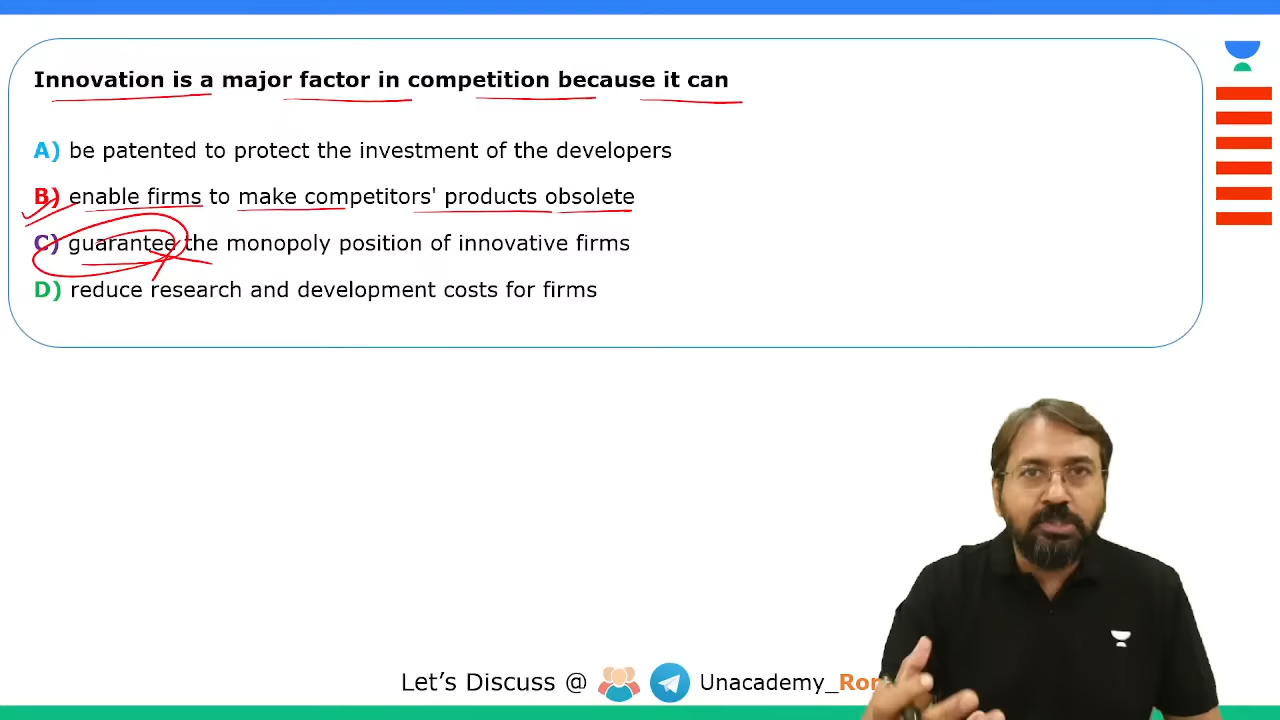 Innovation is a major factor in competition because it can
A) be patented to protect the investment of the developers
B) enable firms to make competitors' products obsolete
C) guarantee the monopoly position of innovative firms
D) reduce research and development costs for firms
Let's Discuss @ Unacademy_